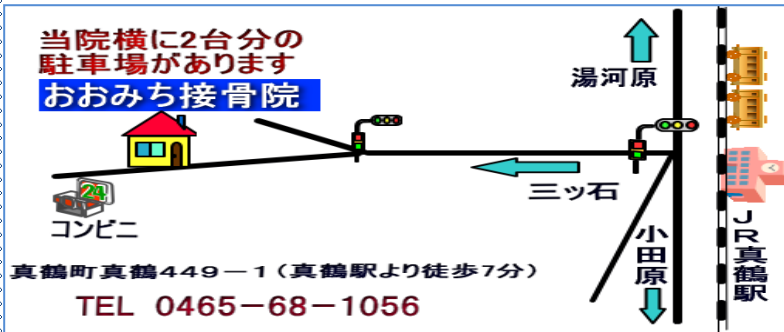 当院横に2台分の
駐車場があります
おおみち接骨院
湯河原
三ッ石
24
コンビニ
小田原
JR真鶴駅
真鶴町真鶴449－1（真鶴駅より徒歩7分）
TEL 0465－68－1056